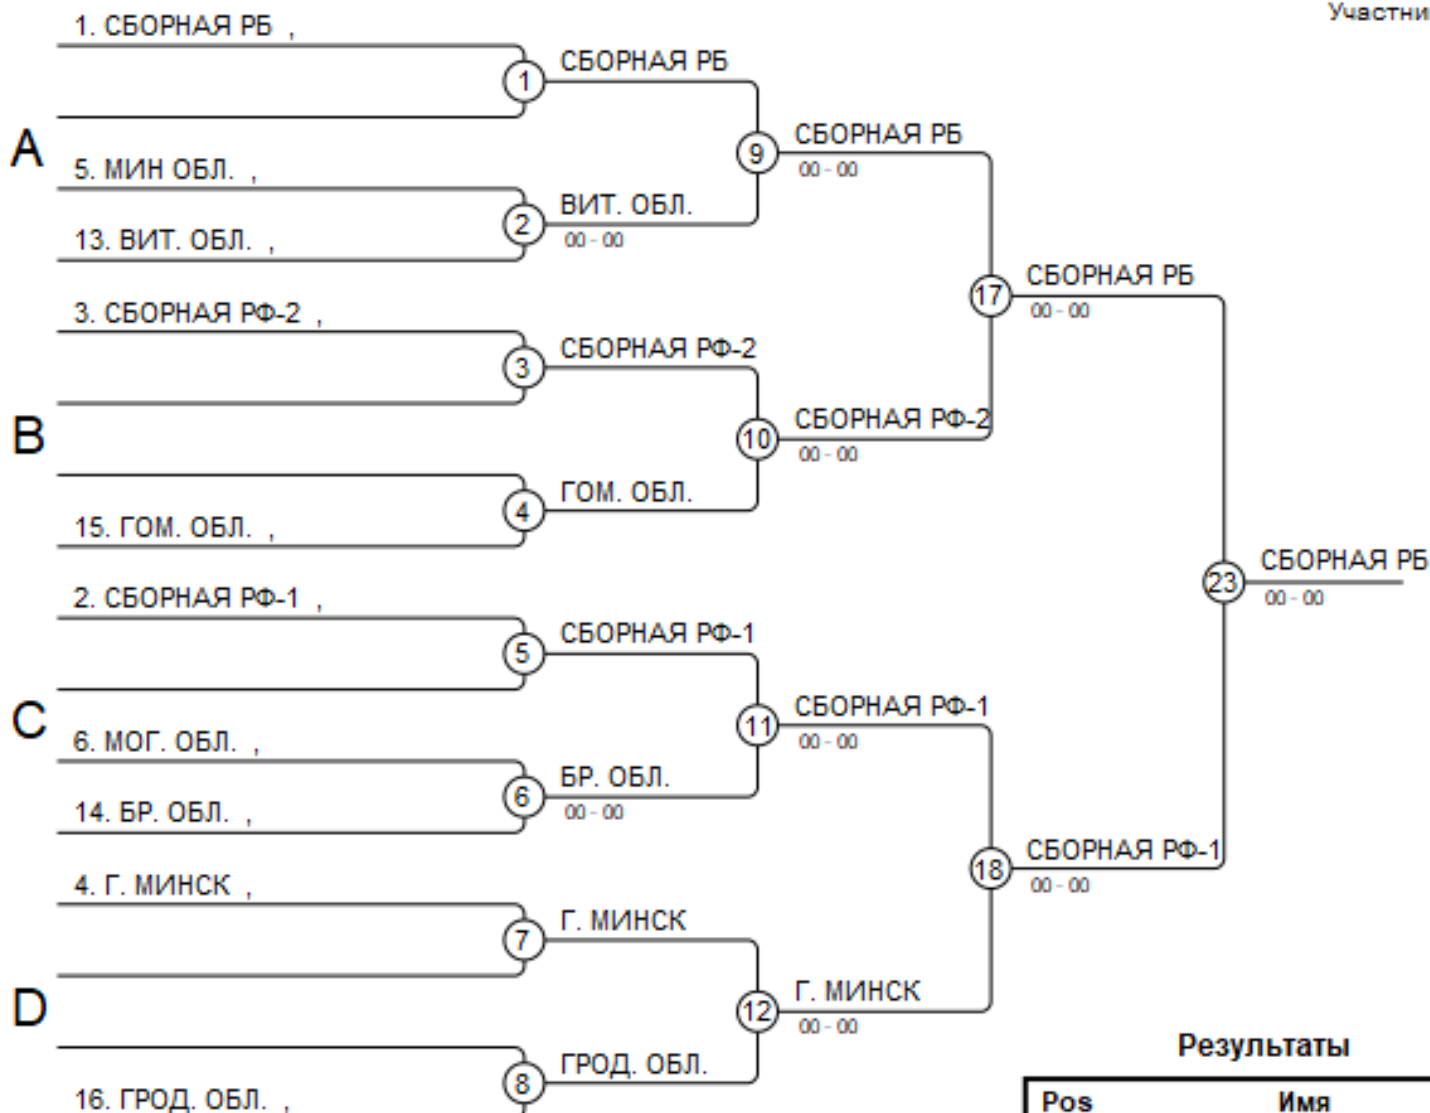 Участни
1. СБОРНАЯ РБ ,
1
СБОРНАЯ РБ
A
9
СБОРНАЯ РБ
00 - 00
5. МИН ОБЛ. ,
2
ВИТ. ОБЛ.
00 - 00
13. ВИТ. ОБЛ. ,
17
СБОРНАЯ РБ
00 - 00
3. СБОРНАЯ РФ-2 ,
3
СБОРНАЯ РФ-2
B
10
СБОРНАЯ РФ-2
00 - 00
4
ГОМ. ОБЛ.
15. ГОМ. ОБЛ. ,
23
СБОРНАЯ РБ
00 - 00
2. СБОРНАЯ РФ-1 ,
5
СБОРНАЯ РФ-1
C
11
СБОРНАЯ РФ-1
00 - 00
6. МОГ. ОБЛ. ,
6
БР. ОБЛ.
00 - 00
14. БР. ОБЛ. ,
18
СБОРНАЯ РФ-1
00 - 00
4. Г. МИНСК ,
7
Г. МИНСК
D
12
Г. МИНСК
00 - 00
8
ГРОД. ОБЛ.
16. ГРОД. ОБЛ. ,
Результаты
Pos Имя